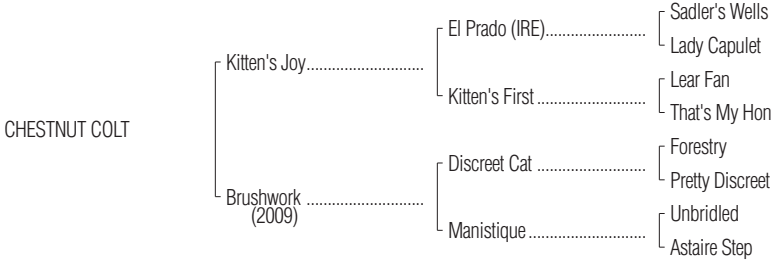 Sadler's Wells
El Prado (IRE)........................
Lady Capulet
Kitten's Joy...........................
Lear Fan
Kitten's First ..........................
That's My Hon
CHESTNUT COLT
Forestry
Discreet Cat ..........................
Pretty Discreet
Brushwork ...........................
(2009)
Unbridled
Manistique ............................
Astaire Step